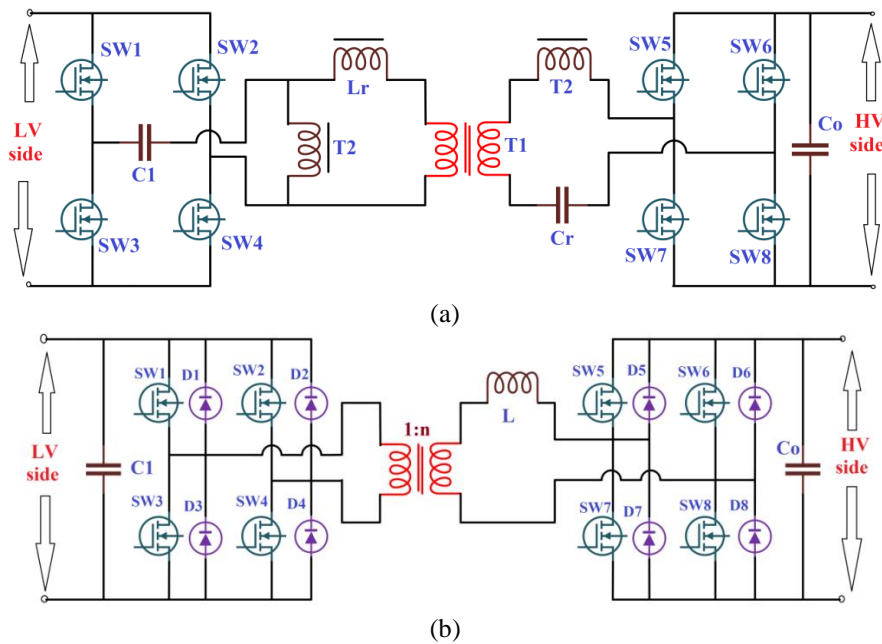 SW1
SW2
Lr
T2
SW5
SW6
LV
side
C1
T2
T1
Co
HV
side
SW3
SW4
Cr
SW7
SW8
(a)
SW1
D1
SW2
D2
SW5
D5
SW6
D6
LV
side
C1
1:n
L
Co
HV
side
SW3
D3
SW4
D4
SW7
D7
SW8
D8
(b)